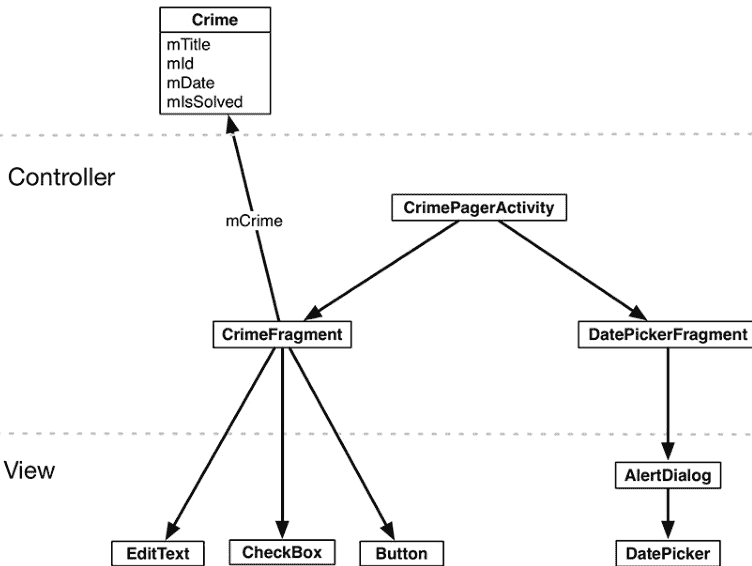 Crime
mTitle
mId
mDate
mIsSolved
Controller
CrimePagerActivity
mCrime
CrimeFragment
DatePickerFragment
View
AlertDialog
EditText
CheckBox
Button
DatePicker